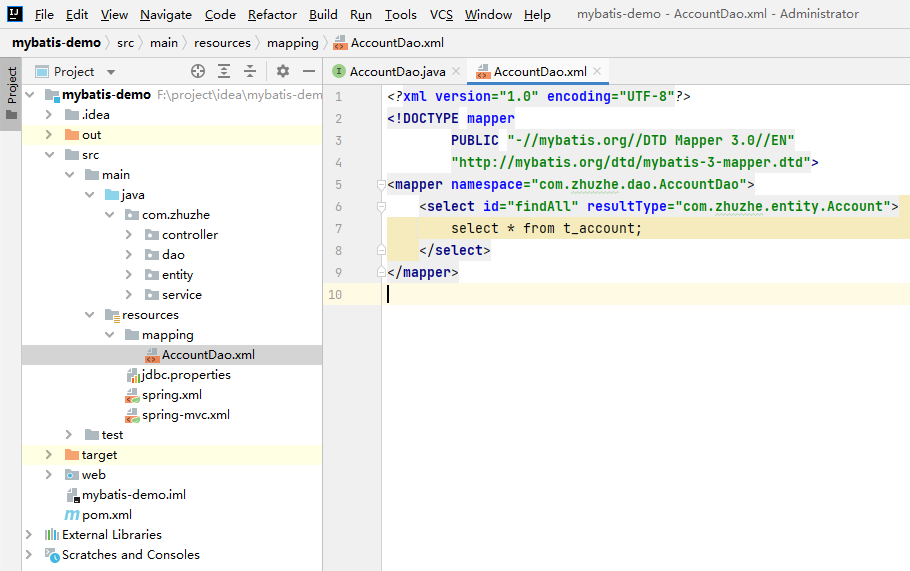 File Edit View Navigate Code Refactor Build Run Tools VCS Window Help mybatis-demo - AccountDao.xml - Administrator
mybatis-demo src main resources mapping AccountDao.xml
Project
Project
AccountDao.java
AccountDao.xml
mybatis-demo F:\project\idea\mybatis-dem
.idea
out
src
main
java
com.zhuzhe
controller
dao
entity
service
resources
mapping
AccountDao.xml
jdbc.properties
spring.xml
spring-mvc.xml
test
target
web
mybatis-demo.iml
pom.xml
External Libraries
Scratches and Consoles
1 <?xml version="1.0" encoding="UTF-8"?>
2 <!DOCTYPE mapper
3 PUBLIC "-//mybatis.org//DTD Mapper 3.0//EN"
4 "http://mybatis.org/dtd/mybatis-3-mapper.dtd">
5 <mapper namespace="com.zhuzhe.dao.AccountDao">
6 <select id="findAll" resultType="com.zhuzhe.entity.Account">
7 select * from t_account;
8 </select>
9 </mapper>
10